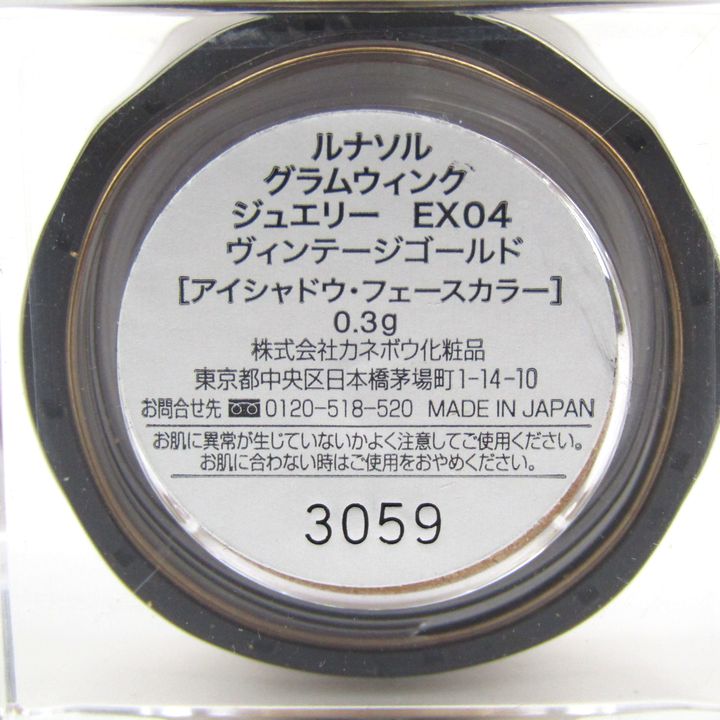 ルナソル
グラムウィング
ジュエリー　EX04
ヴィンテージゴールド
[アイシャドウ・フェースカラー]
0.3g
株式会社カネボウ化粧品
東京都中央区日本橋茅場町1-14-10
お問合せ先 0120-518-520 MADE IN JAPAN
お肌に異常が生じていないかよく注意してご使用ください。
お肌に合わない時はご使用をおやめください。
3059